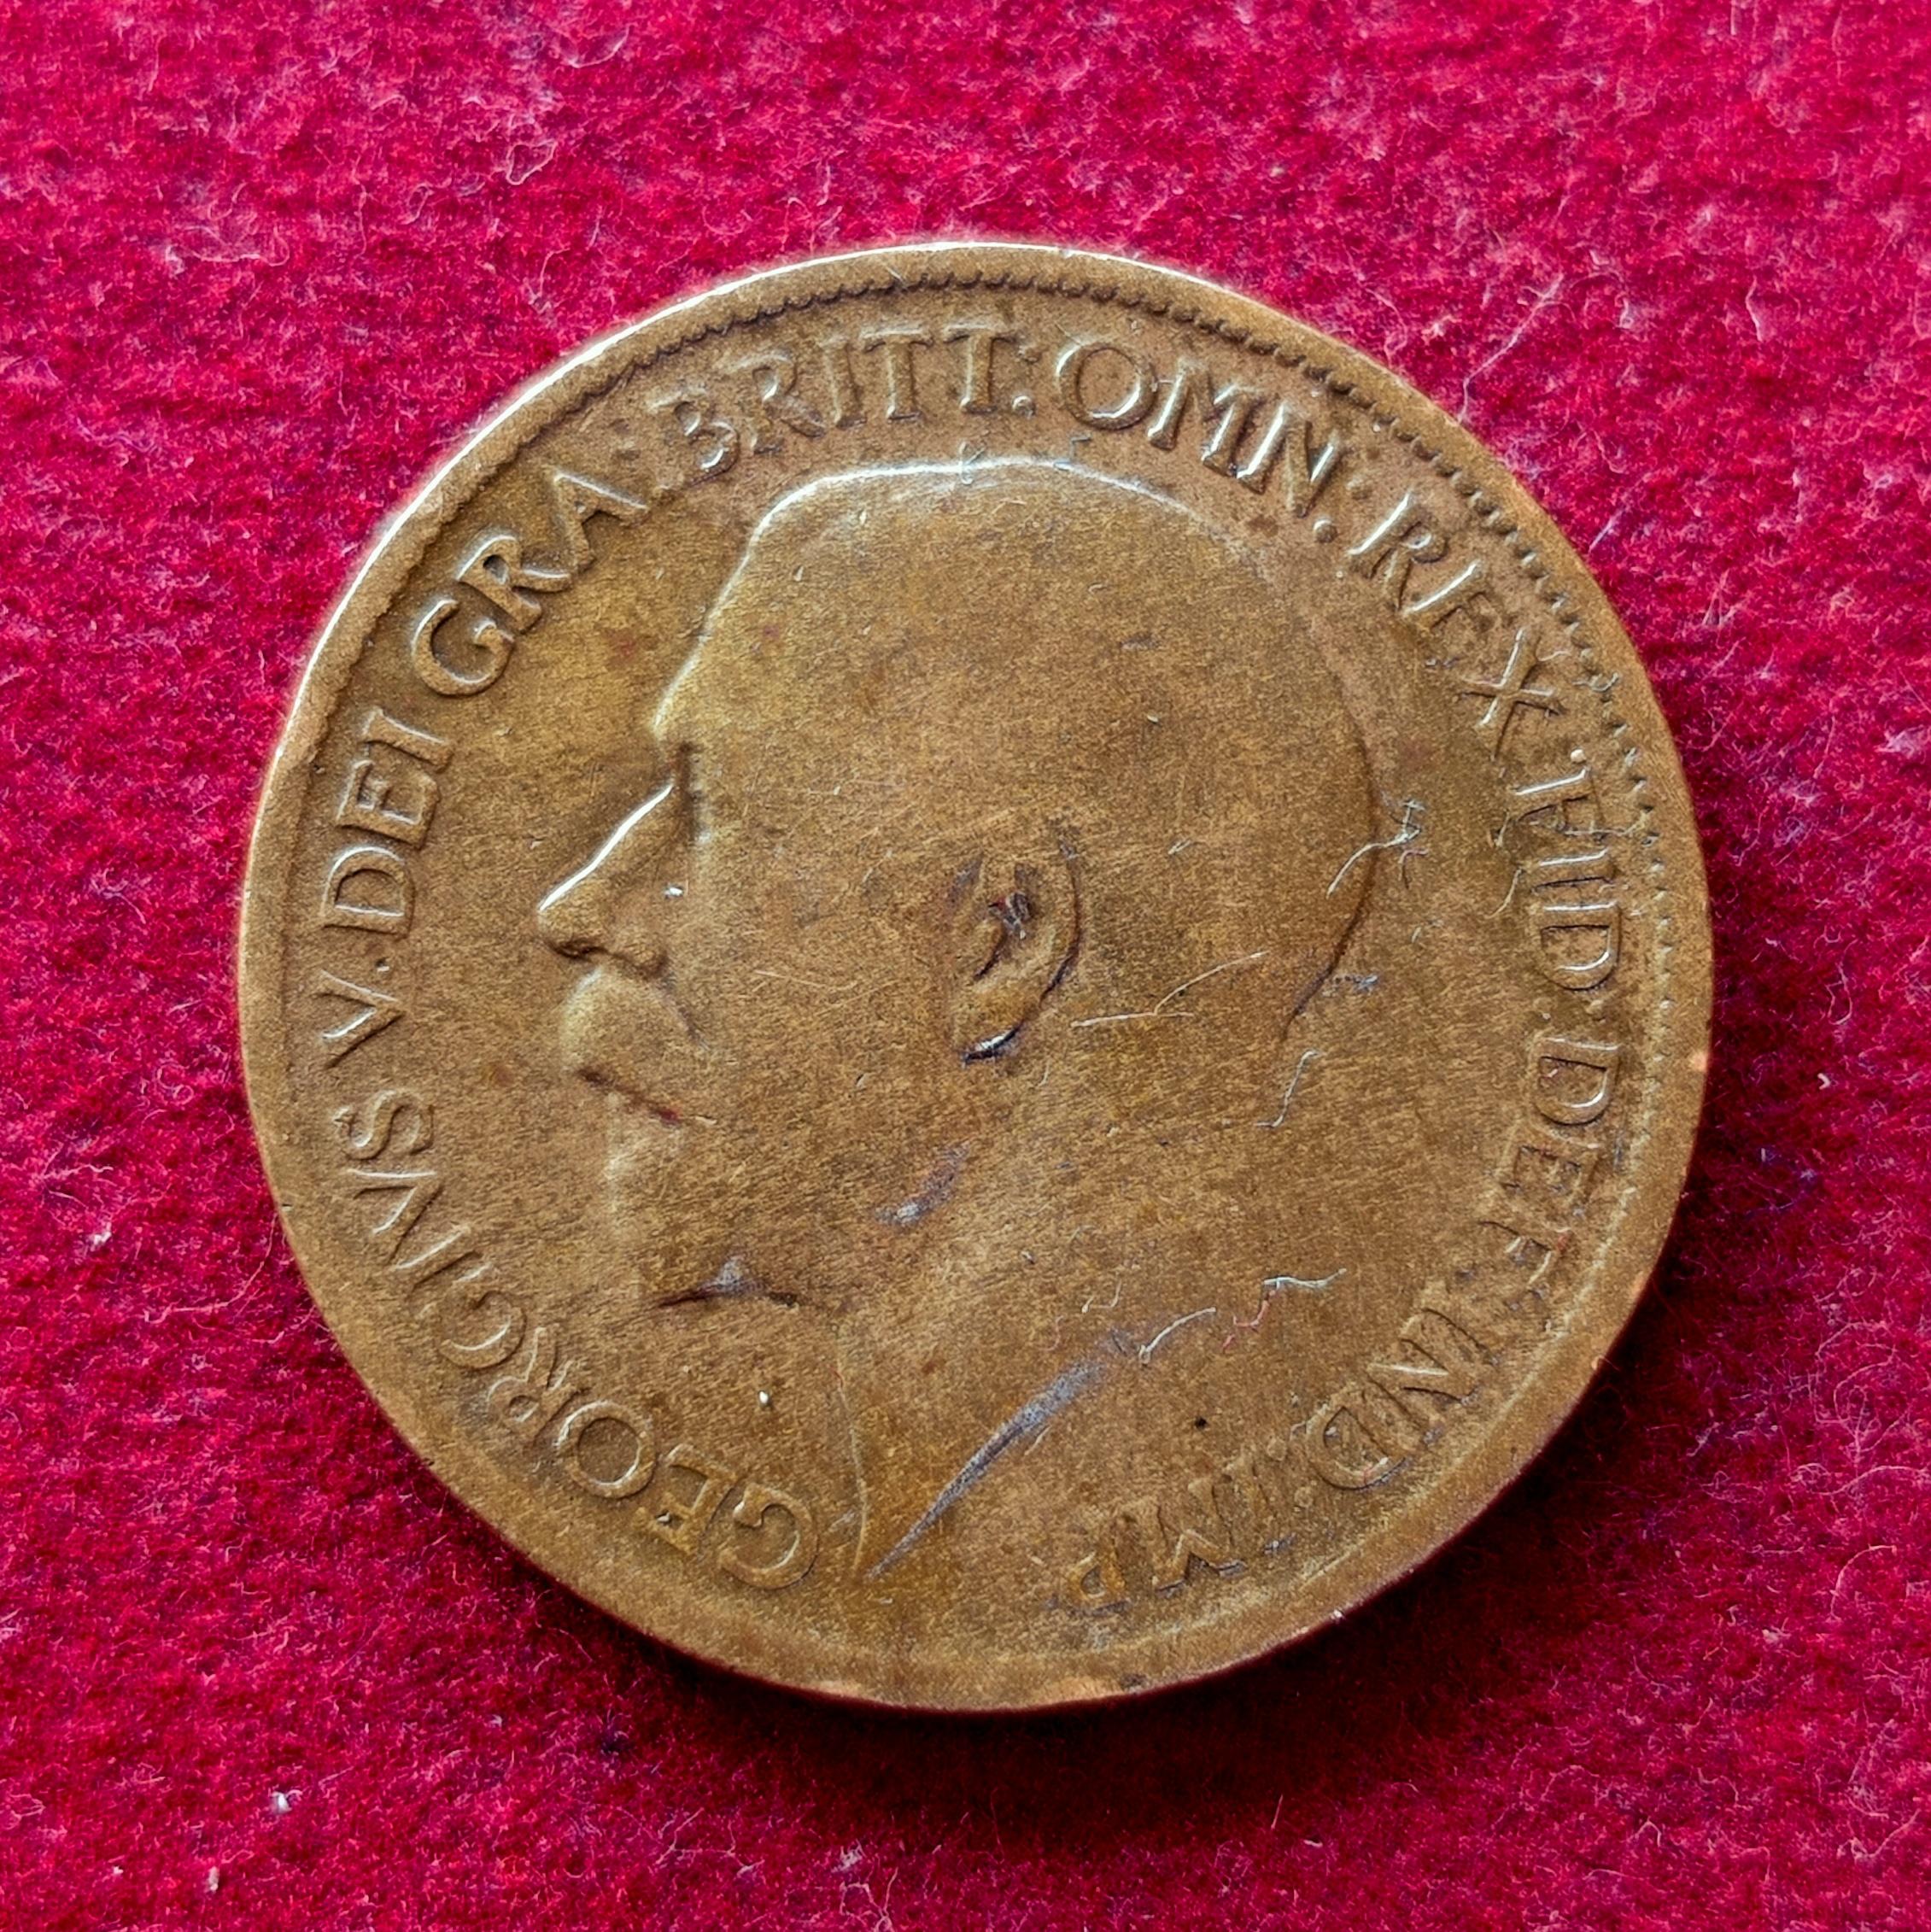 GEORGIVS V. DEI GRA: BRITT: OMN: REX FID: DEF: IND: IMP: